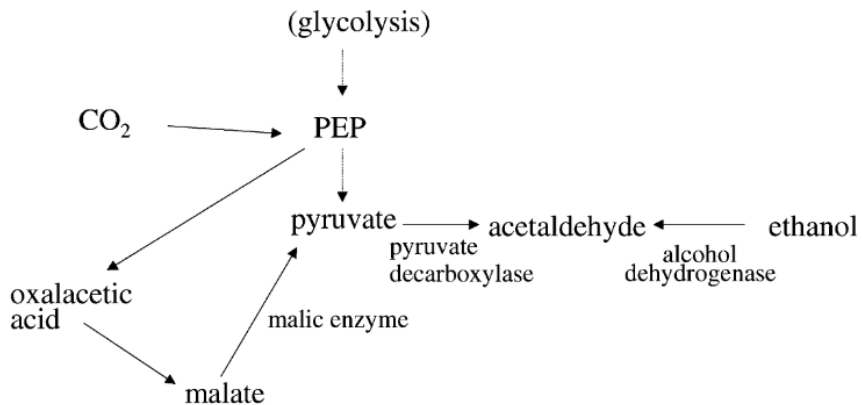 (glycolysis)
CO₂
PEP
pyruvate
acetaldehyde
ethanol
pyruvate
decarboxylase
alcohol
dehydrogenase
oxalacetic
acid
malic enzyme
malate